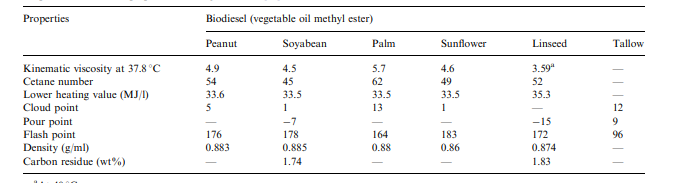 Properties Biodiesel (vegetable oil methyl ester)
Peanut Soyabean Palm Sunflower Linseed Tallow
Kinematic viscosity at 37.8 °C 4.9 4.5 5.7 4.6 3.59a —
Cetane number 54 45 62 49 52 —
Lower heating value (MJ/l) 33.6 33.5 33.5 33.5 35.3 —
Cloud point 5 1 13 1 — 12
Pour point — −7 — — −15 9
Flash point 176 178 164 183 172 96
Density (g/ml) 0.883 0.885 0.88 0.86 0.874 —
Carbon residue (wt%) — 1.74 — — 1.83 —